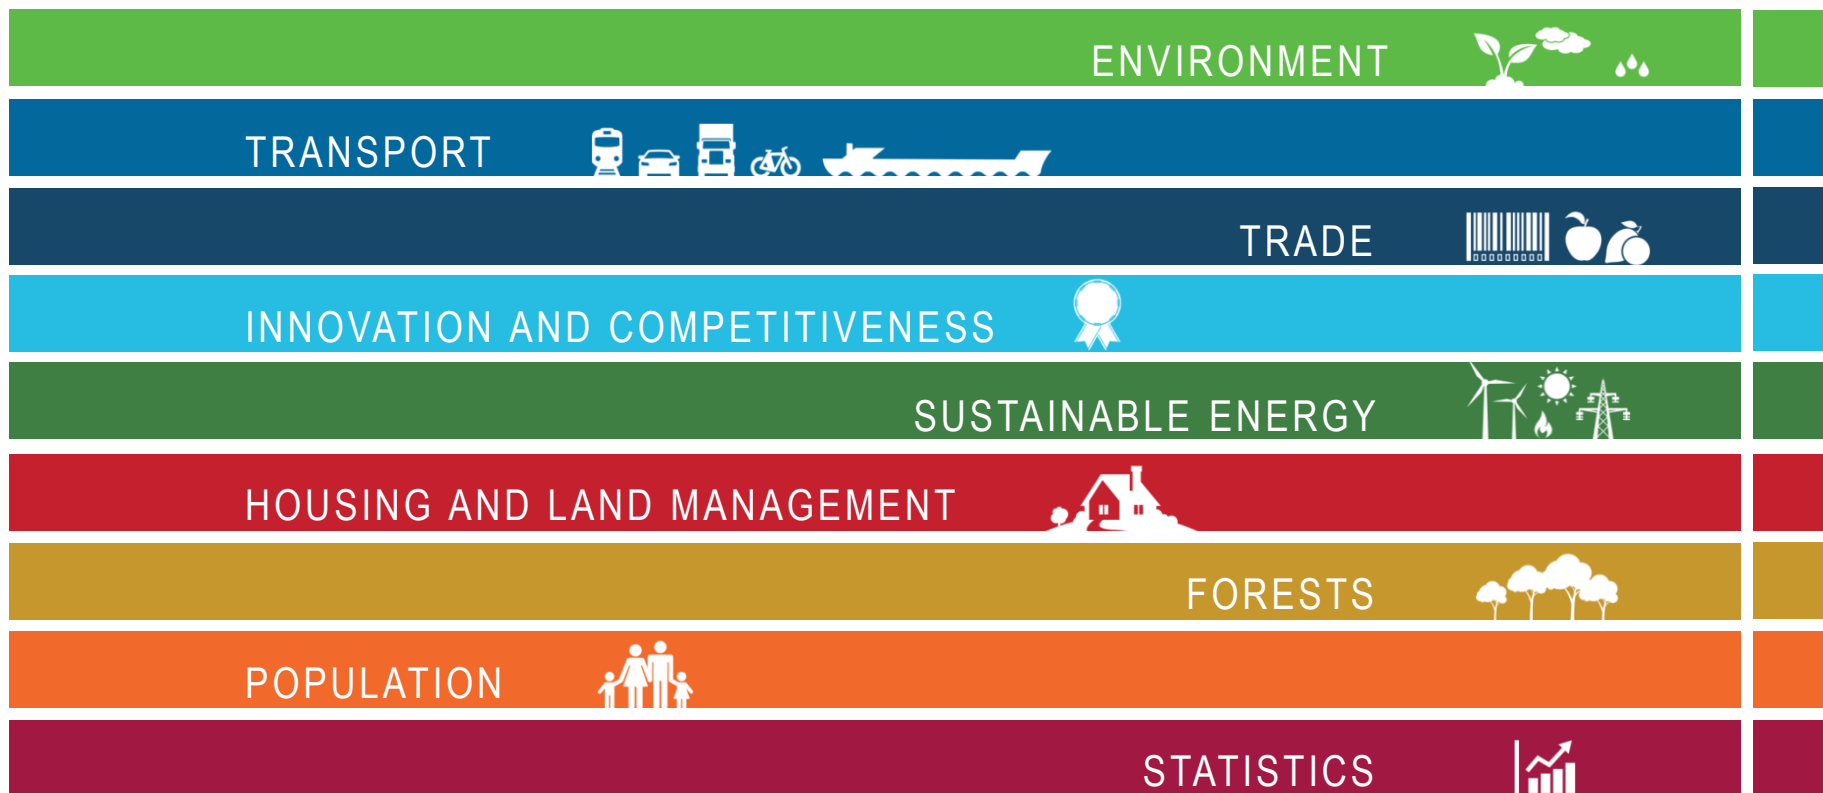 ENVIRONMENT
TRANSPORT
TRADE
INNOVATION AND COMPETITIVENESS
SUSTAINABLE ENERGY
HOUSING AND LAND MANAGEMENT
FORESTS
POPULATION
STATISTICS